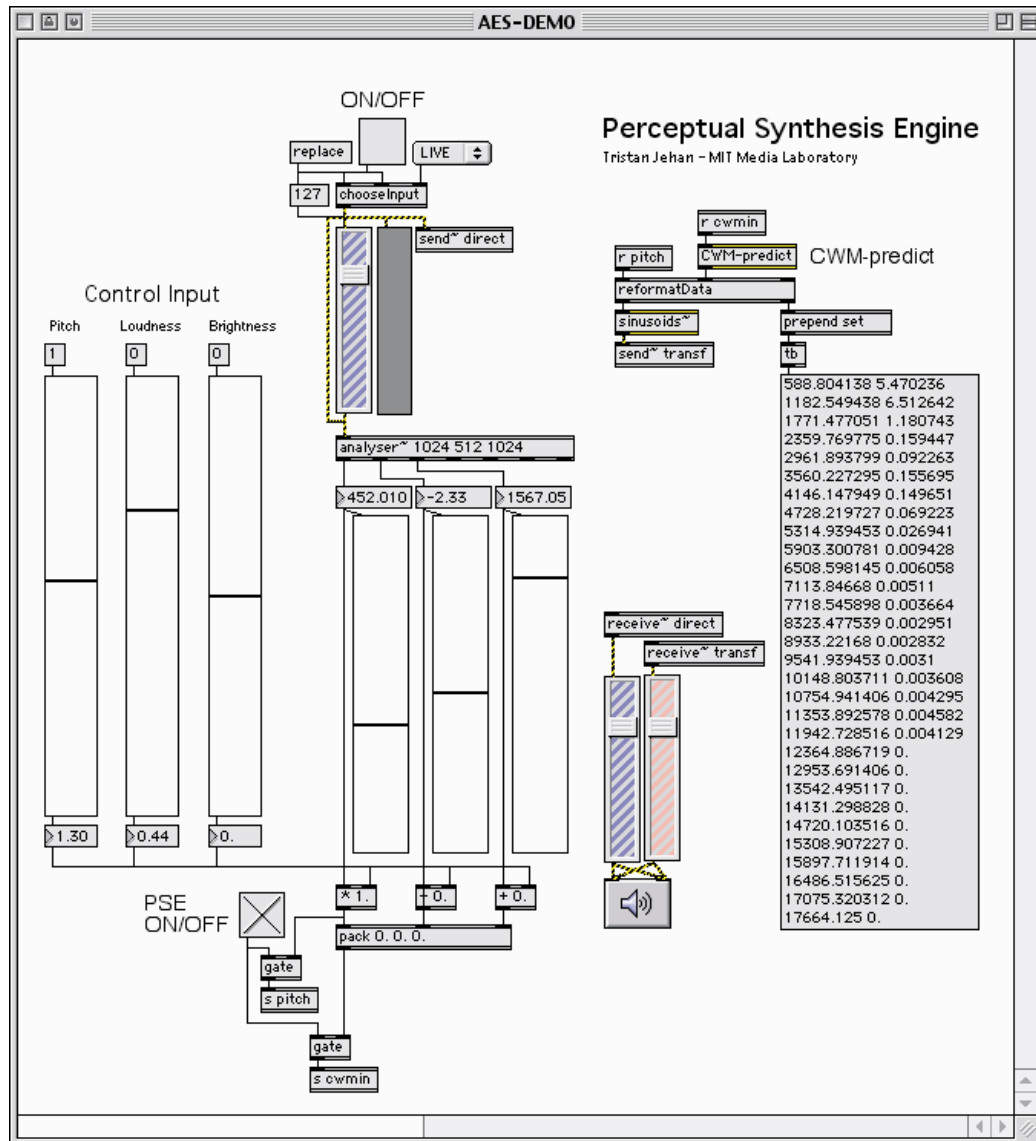 AES-DEMO
ON/OFF
replace
LIVE
127
chooseInput
send~ direct
Control Input
Pitch
Loudness
Brightness
1
0
0
analyser~ 1024 512 1024
452.010
-2.33
1567.05
1.30
0.44
0.
* 1.
+ 0.
pack 0. 0. 0.
PSE
ON/OFF
gate
s pitch
gate
s cwmin
Perceptual Synthesis Engine
Tristan Jehan - MIT Media Laboratory
r cwmin
r pitch
CWM-predict
CWM-predict
reformatData
sinusoids~
prepend set
send~ transf
tb
588.804138 5.470236
1182.549438 6.512642
1771.477051 1.180743
2359.769775 0.159447
2961.893799 0.092263
3560.227295 0.155695
4146.147949 0.149651
4728.219727 0.069223
5314.939453 0.026941
5903.300781 0.009428
6508.598145 0.006058
7113.84668 0.00511
7718.545898 0.003664
8323.477539 0.002951
8933.22168 0.002832
9541.939453 0.0031
10148.803711 0.003608
10754.941406 0.004295
11353.892578 0.004582
11942.728516 0.004129
12364.886719 0.
12953.691406 0.
13542.495117 0.
14131.298828 0.
14720.103516 0.
15308.907227 0.
15897.711914 0.
16486.515625 0.
17075.320312 0.
17664.125 0.
receive~ direct
receive~ transf